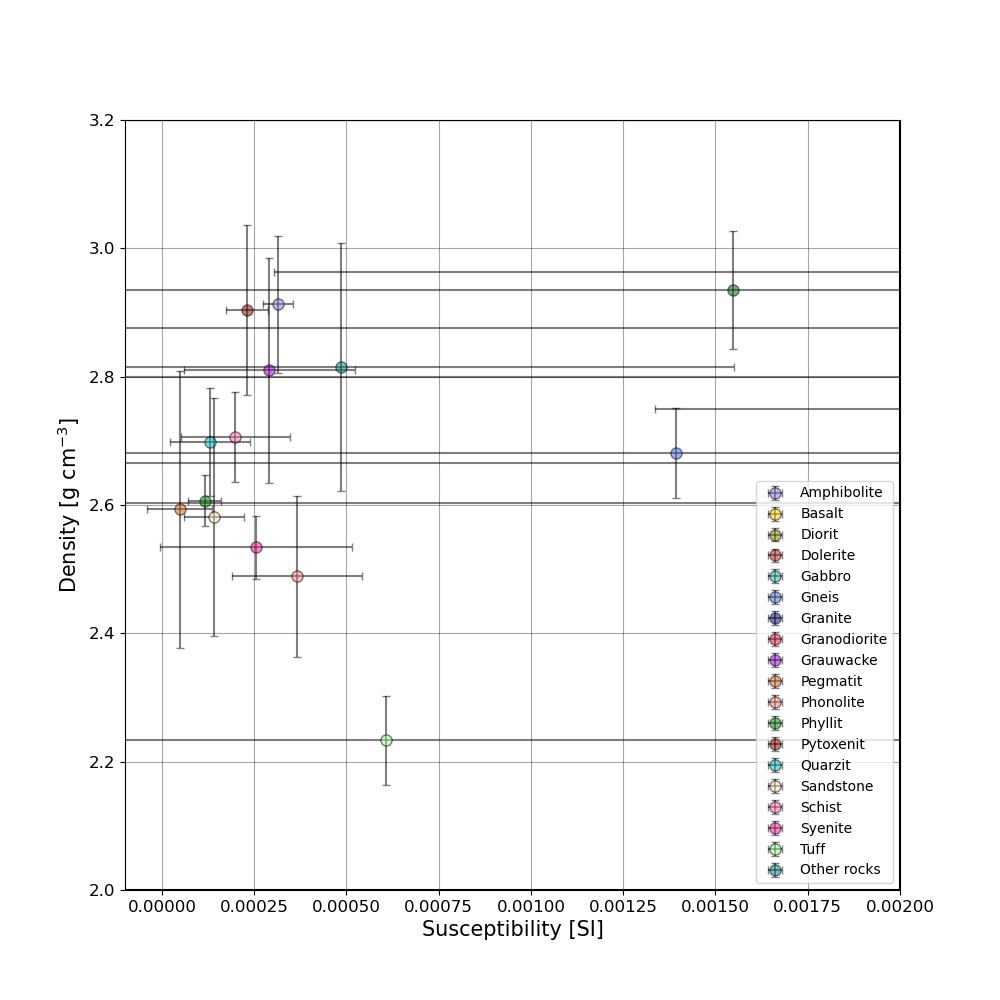 3.2
3.0
2.8
2.6
2.4
2.2
2.0
Density [g cm⁻³]
Amphibolite
Basalt
Diorit
Dolerite
Gabbro
Gneis
Granite
Granodiorite
Grauwacke
Pegmatit
Phonolite
Phyllit
Pytoxenit
Quarzit
Sandstone
Schist
Syenite
Tuff
Other rocks
0.00000 0.00025 0.00050 0.00075 0.00100 0.00125 0.00150 0.00175 0.00200
Susceptibility [SI]